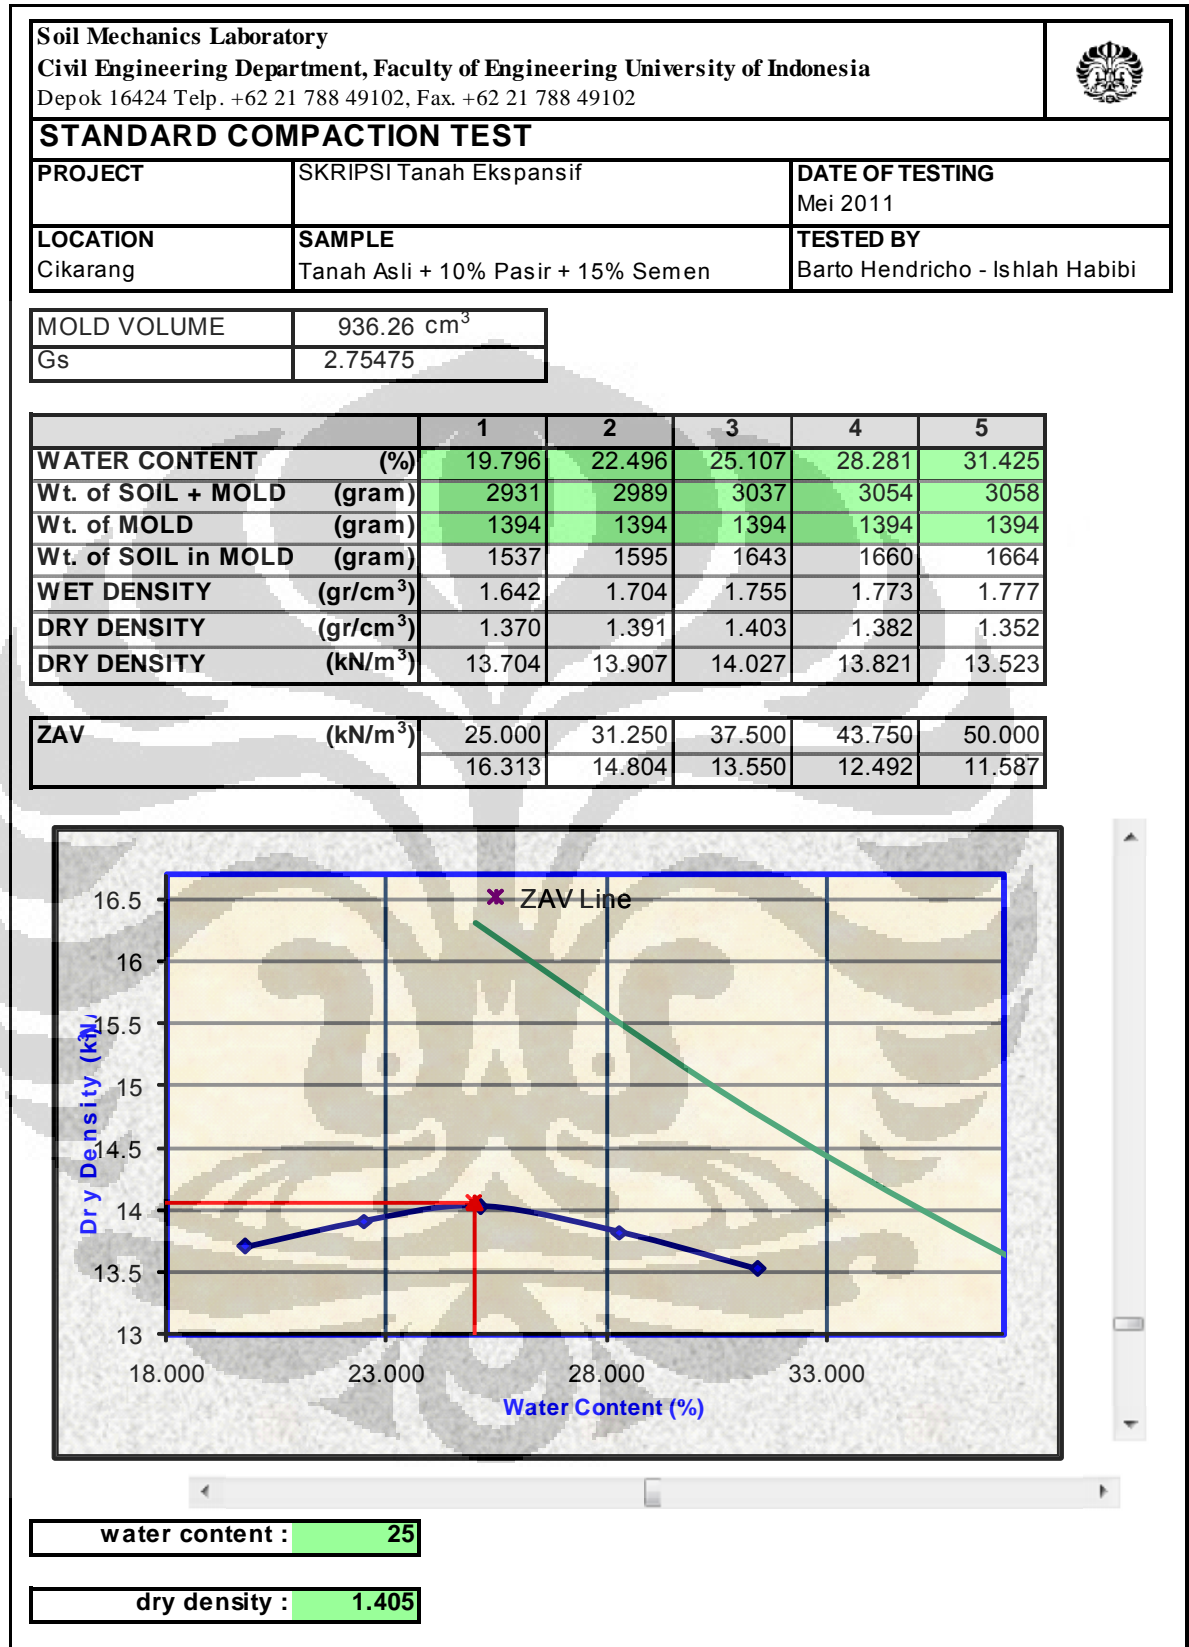 Soil Mechanics Laboratory
Civil Engineering Department, Faculty of Engineering University of Indonesia
Depok 16424 Telp. +62 21 788 49102, Fax. +62 21 788 49102
STANDARD COMPACTION TEST
PROJECT SKRIPSI Tanah Ekspansif DATE OF TESTING
Mei 2011
LOCATION SAMPLE TESTED BY
Cikarang Tanah Asli + 10% Pasir + 15% Semen Barto Hendricho - Ishlah Habibi
MOLD VOLUME 936.26 cm³
Gs 2.75475
1 2 3 4 5
WATER CONTENT (%) 19.796 22.496 25.107 28.281 31.425
Wt. of SOIL + MOLD (gram) 2931 2989 3037 3054 3058
Wt. of MOLD (gram) 1394 1394 1394 1394 1394
Wt. of SOIL in MOLD (gram) 1537 1595 1643 1660 1664
WET DENSITY (gr/cm³) 1.642 1.704 1.755 1.773 1.777
DRY DENSITY (gr/cm³) 1.370 1.391 1.403 1.382 1.352
DRY DENSITY (kN/m³) 13.704 13.907 14.027 13.821 13.523
ZAV (kN/m³) 25.000 31.250 37.500 43.750 50.000
16.313 14.804 13.550 12.492 11.587
ZAV Line
16.5
16
15.5
15
14.5
14
13.5
13
Dry Density
18.000 23.000 28.000 33.000
Water Content (%)
water content : 25
dry density : 1.405